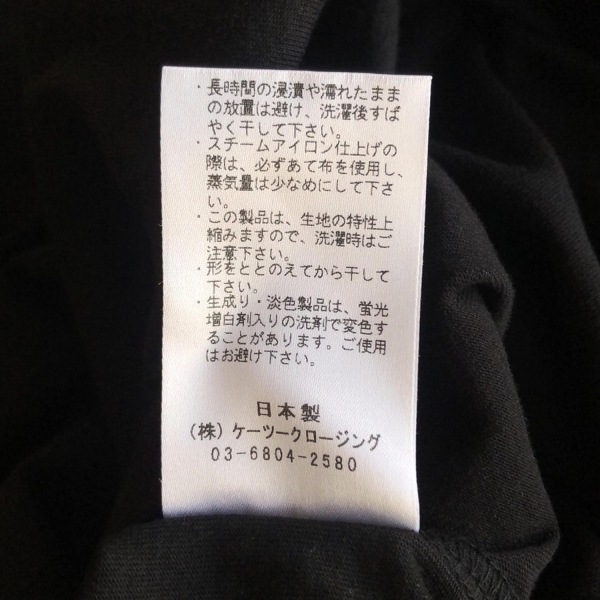 ・長時間の浸漬や濡れたまま
の放置は避け、洗濯後すば
やく干して下さい。
・スチームアイロン仕上げの
際は、必ずあて布を使用し、
蒸気量は少なめにして下さ
い。
・この製品は、生地の特性上
縮みますので、洗濯時はご
注意下さい。
・形をととのえてから干して
下さい。
・生成り・淡色製品は、蛍光
増白剤入りの洗剤で変色す
ることがあります。ご使用
はお避け下さい。
日本製
(株)ケーツークロージング
03-6804-2580